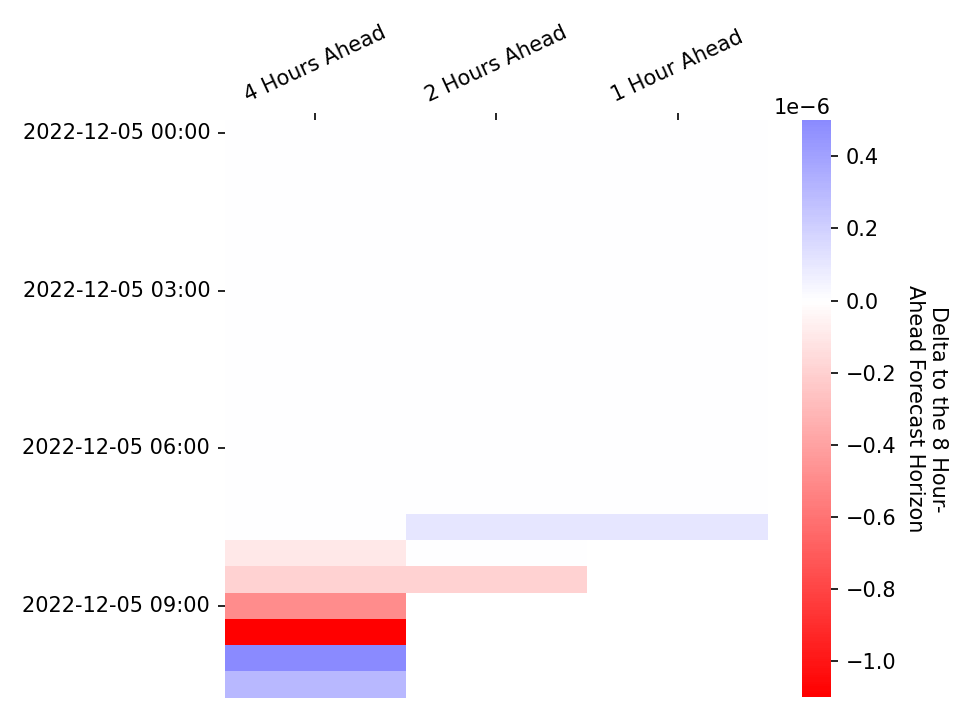 4 Hours Ahead
2 Hours Ahead
1 Hour Ahead
1e−6
2022-12-05 00:00
2022-12-05 03:00
2022-12-05 06:00
2022-12-05 09:00
0.4
0.2
0.0
−0.2
−0.4
−0.6
−0.8
−1.0
Delta to the 8 Hour-
Ahead Forecast Horizon